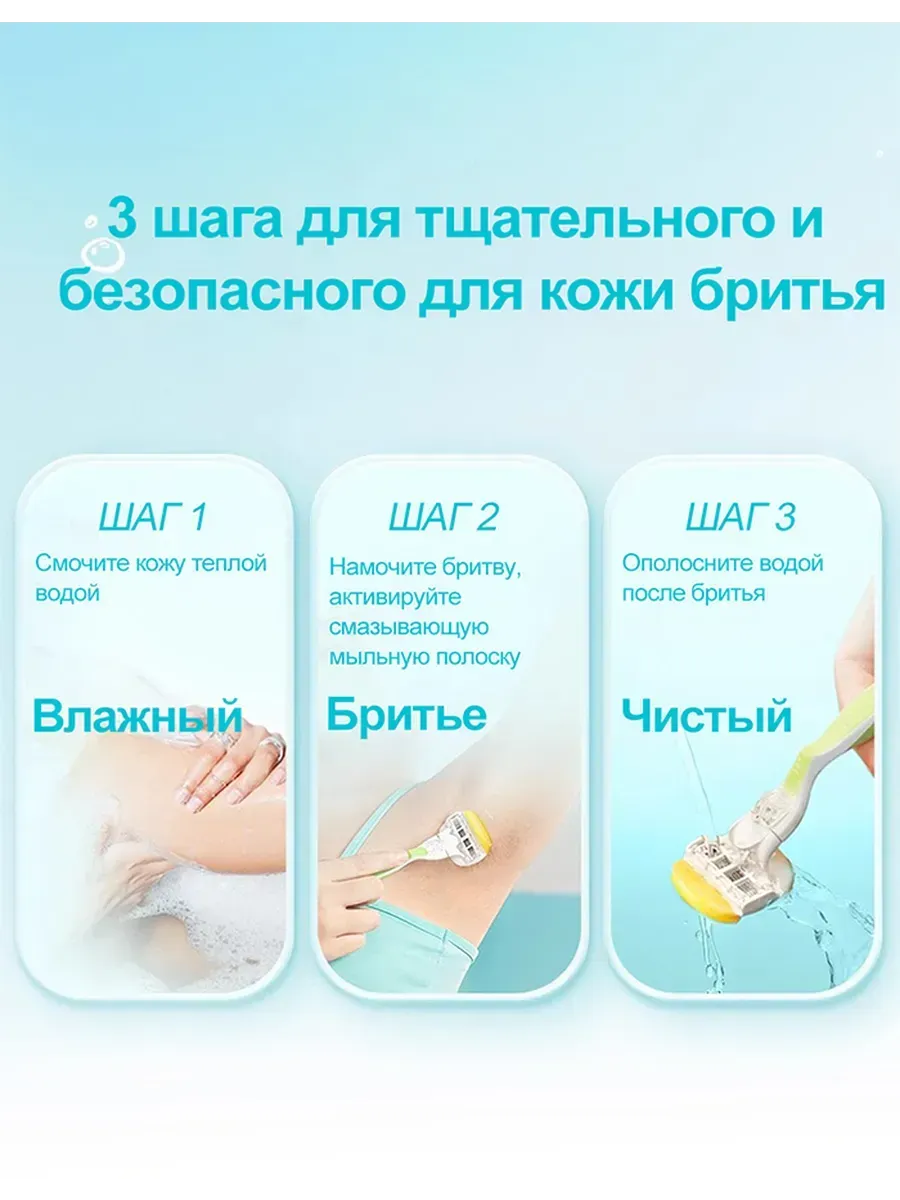 3 шага для тщательного и
безопасного для кожи бритья
ШАГ 1
Смочите кожу теплой
водой
Влажный
ШАГ 2
Намочите бритву,
активируйте
смазывающую
мыльную полоску
Бритье
ШАГ 3
Ополосните водой
после бритья
Чистый